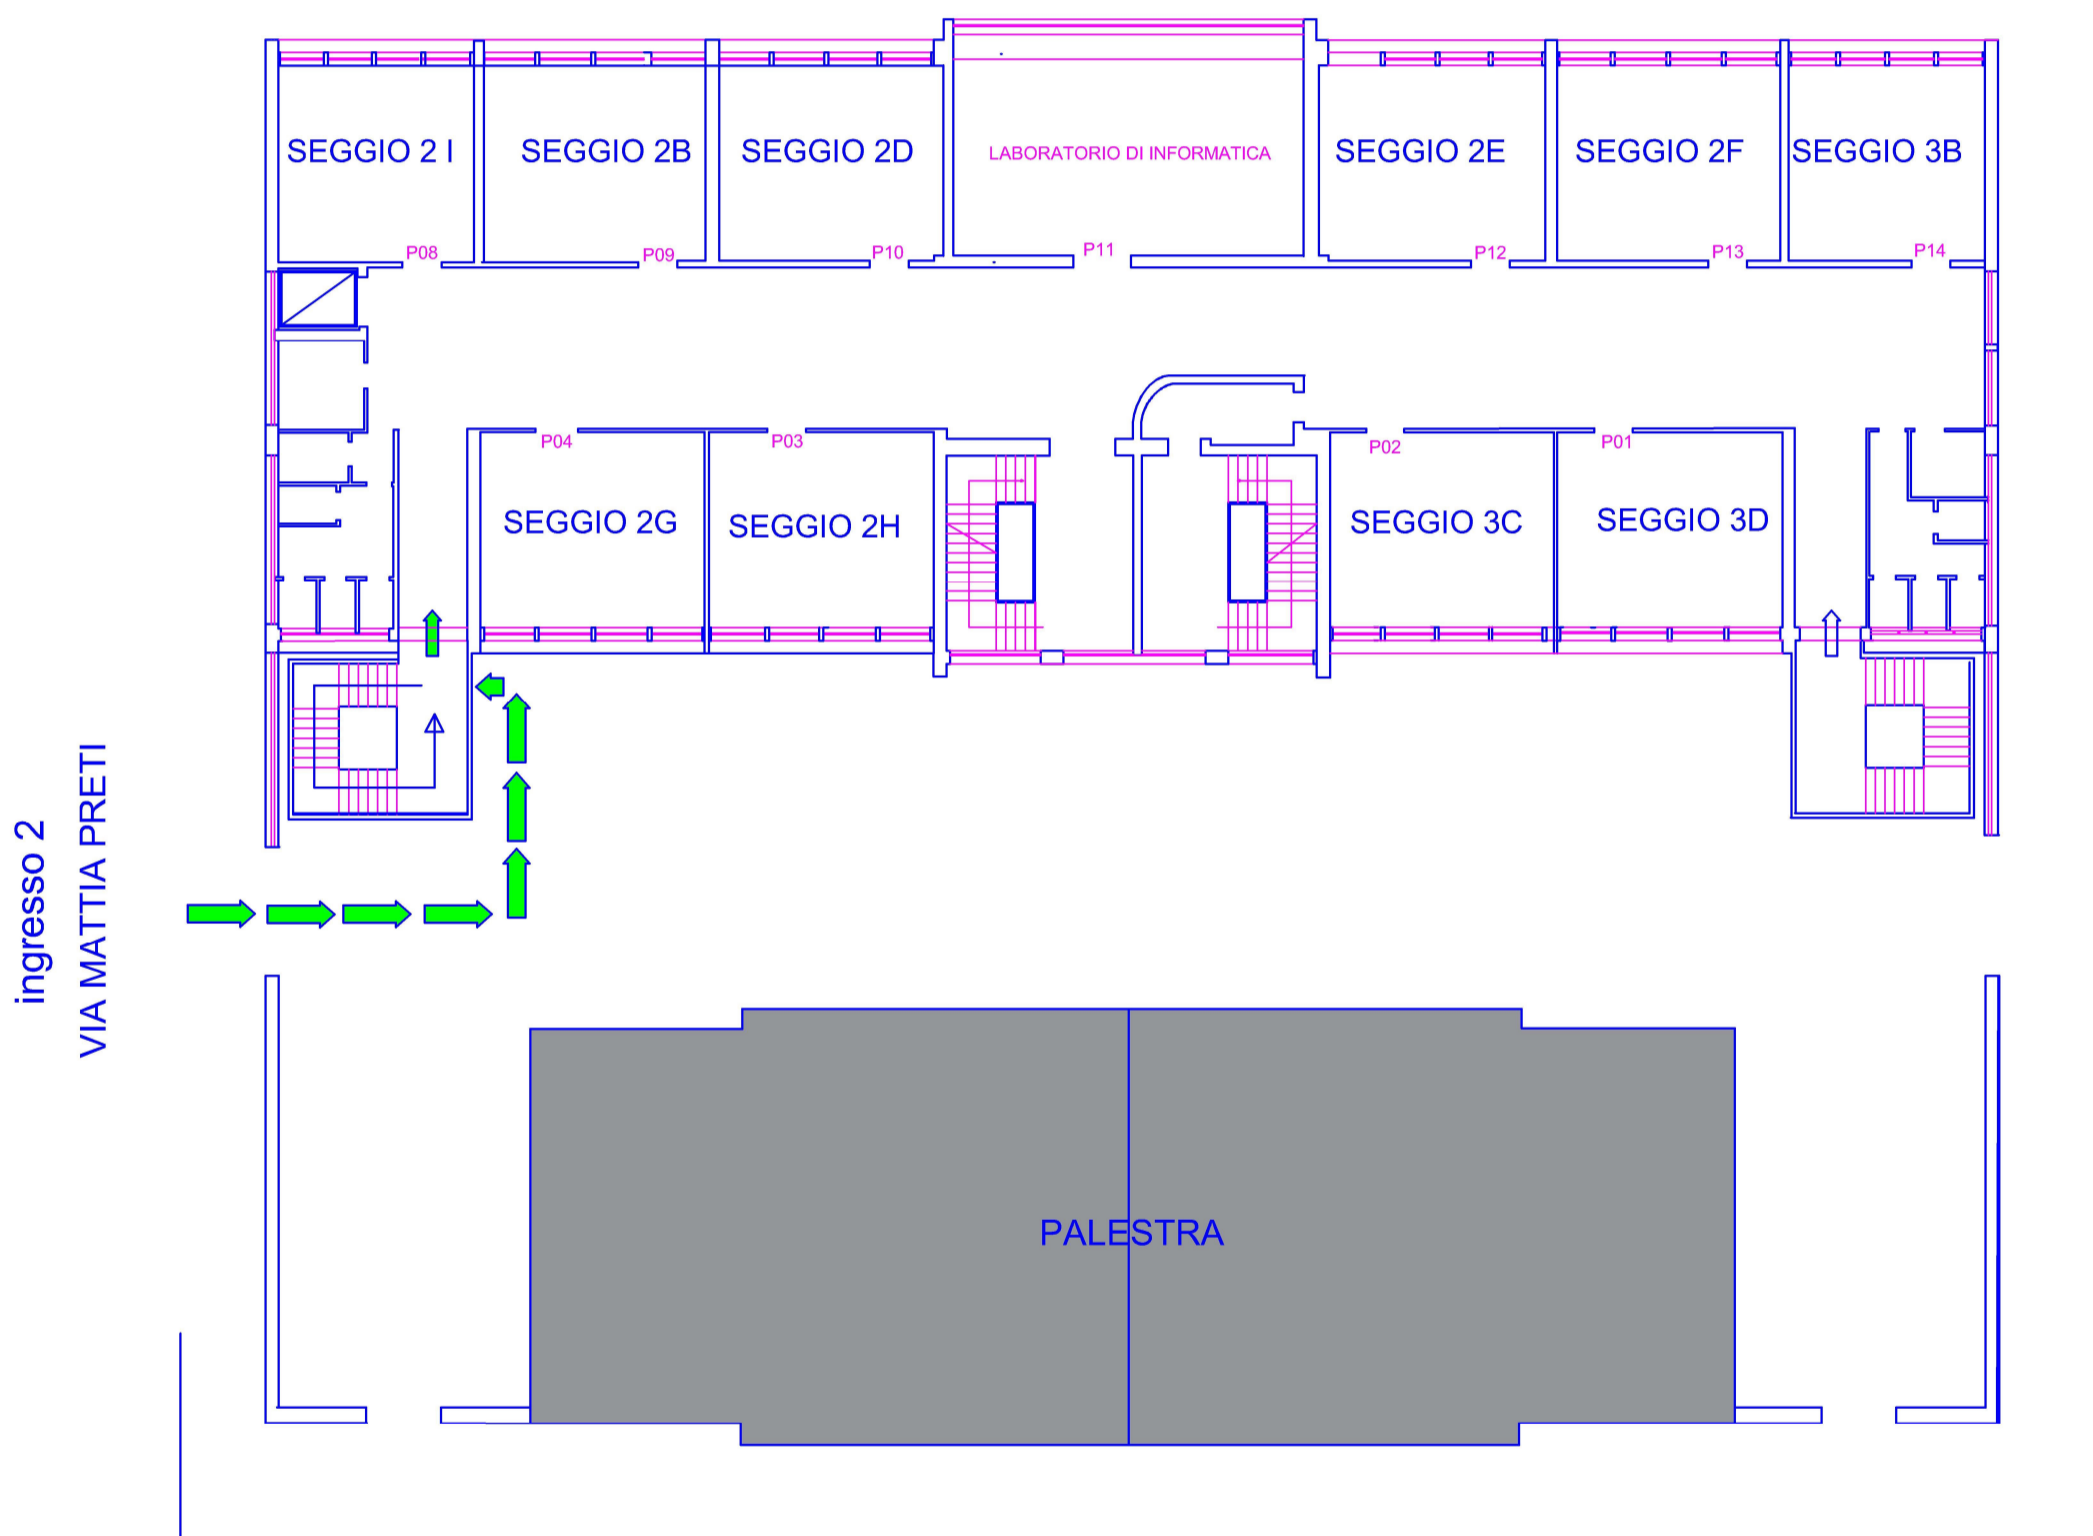 SEGGIO 2 I
SEGGIO 2B
SEGGIO 2D
LABORATORIO DI INFORMATICA
SEGGIO 2E
SEGGIO 2F
SEGGIO 3B
P08
P09
P10
P11
P12
P13
P14
P04
P03
P02
P01
SEGGIO 2G
SEGGIO 2H
SEGGIO 3C
SEGGIO 3D
ingresso 2
VIA MATTIA PRETI
PALESTRA